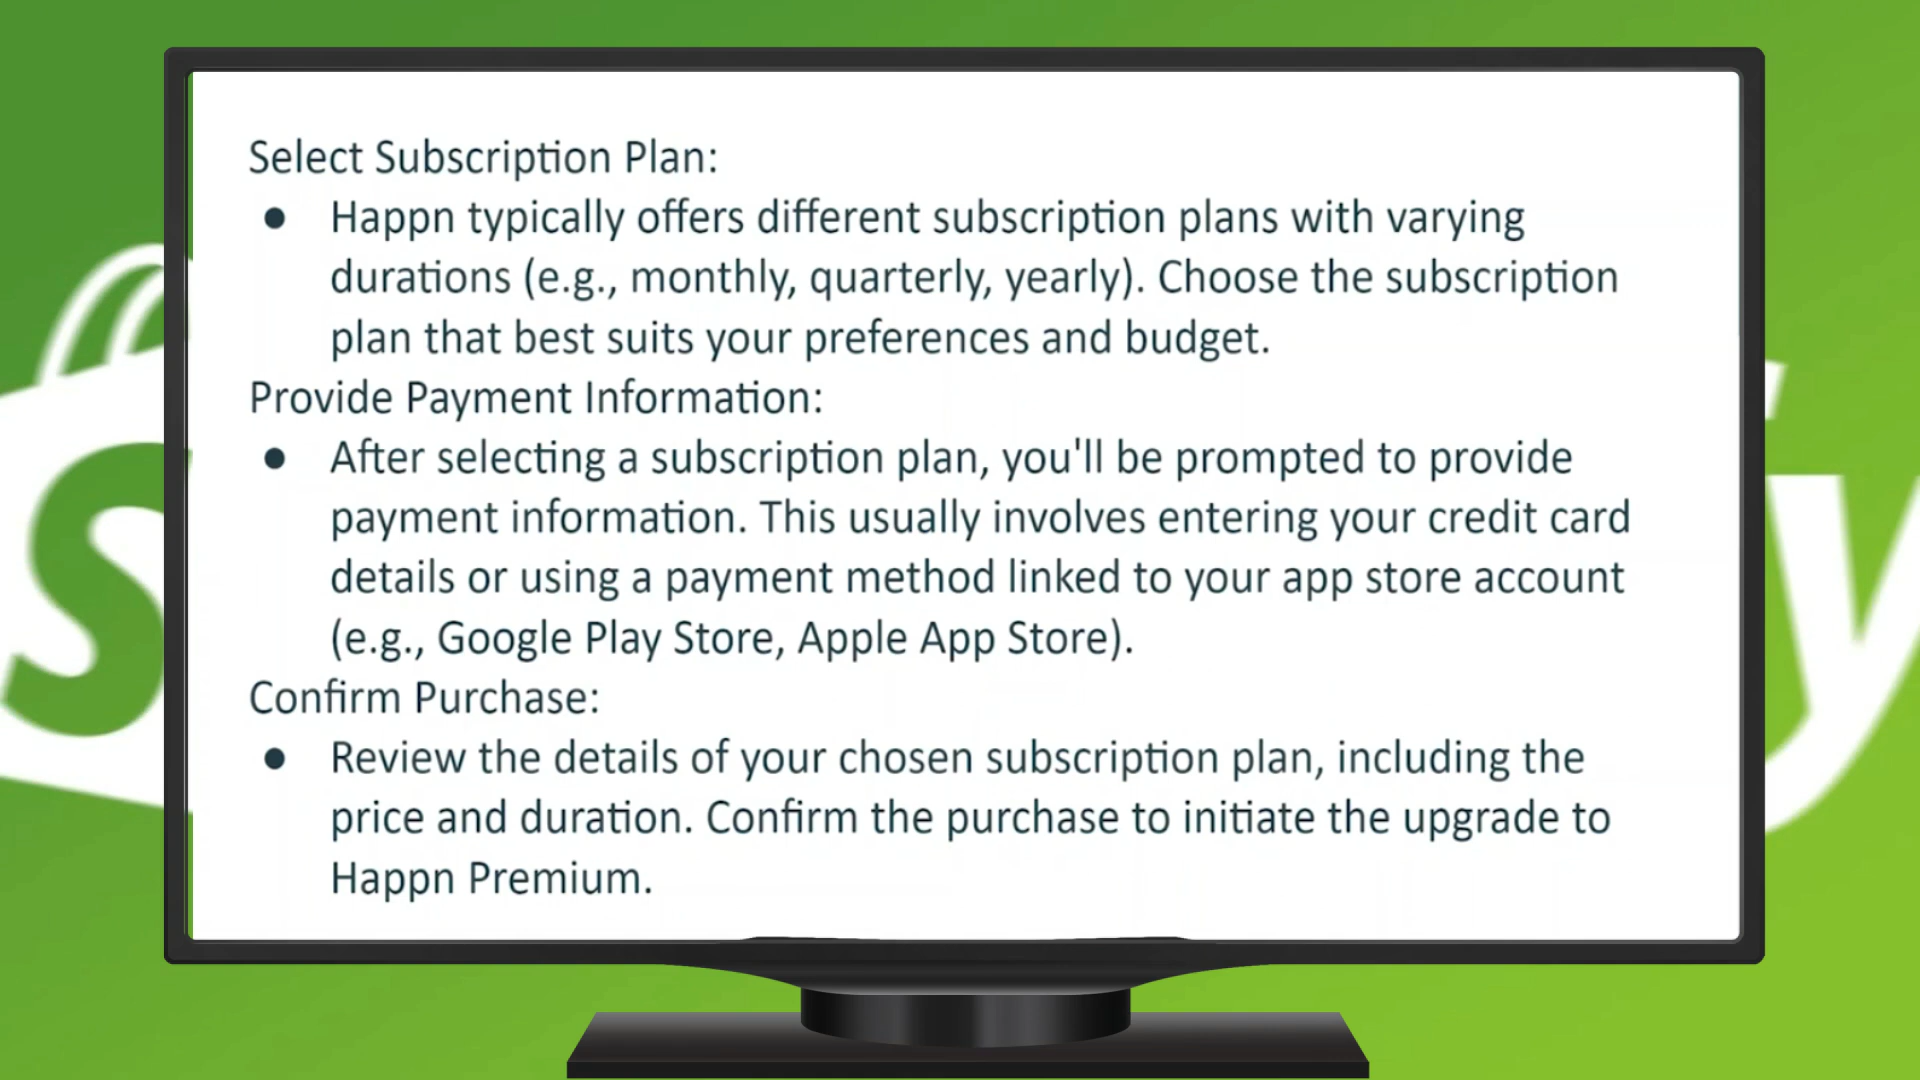 Select Subscription Plan:
● Happn typically offers different subscription plans with varying
durations (e.g., monthly, quarterly, yearly). Choose the subscription
plan that best suits your preferences and budget.
Provide Payment Information:
● After selecting a subscription plan, you'll be prompted to provide
payment information. This usually involves entering your credit card
details or using a payment method linked to your app store account
(e.g., Google Play Store, Apple App Store).
Confirm Purchase:
● Review the details of your chosen subscription plan, including the
price and duration. Confirm the purchase to initiate the upgrade to
Happn Premium.
S
y